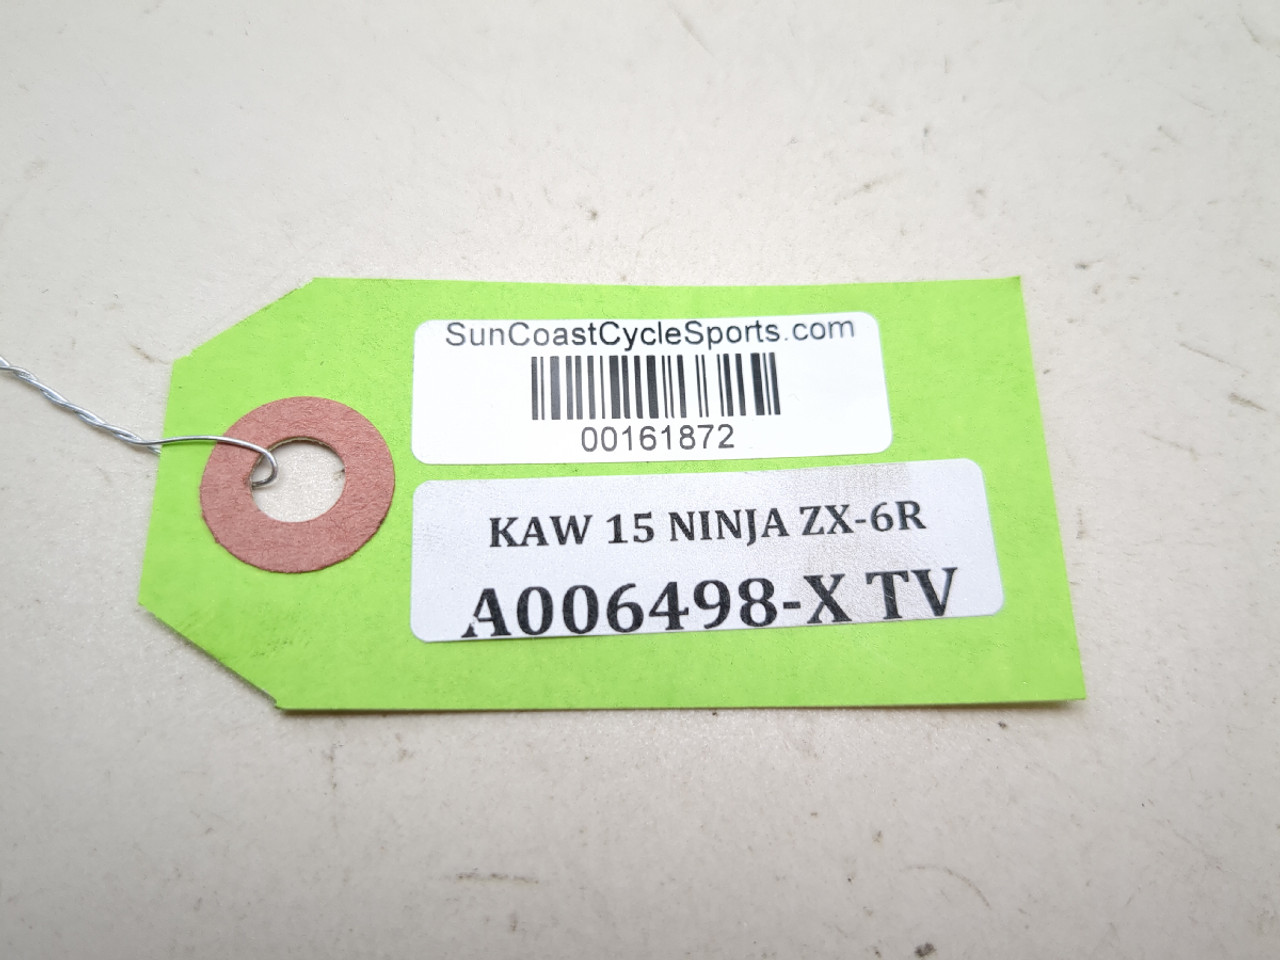 SunCoastCycleSports.com
00161872
KAW 15 NINJA ZX-6R
A006498-X TV